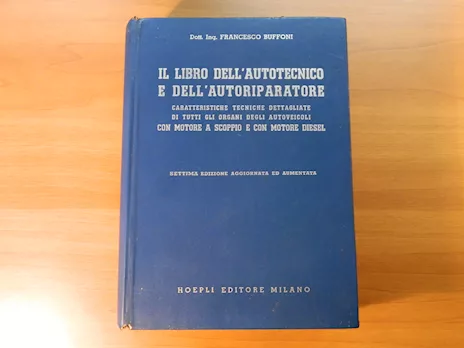 Dott. Ing. FRANCESCO BUFFONI
IL LIBRO DELL'AUTOTECNICO
E DELL'AUTORIPARATORE
CARATTERISTICHE TECNICHE DETTAGLIATE
DI TUTTI GLI ORGANI DEGLI AUTOVEICOLI
CON MOTORE A SCOPPIO E CON MOTORE DIESEL
SETTIMA EDIZIONE AGGIORNATA ED AUMENTATA
HOEPLI EDITORE MILANO